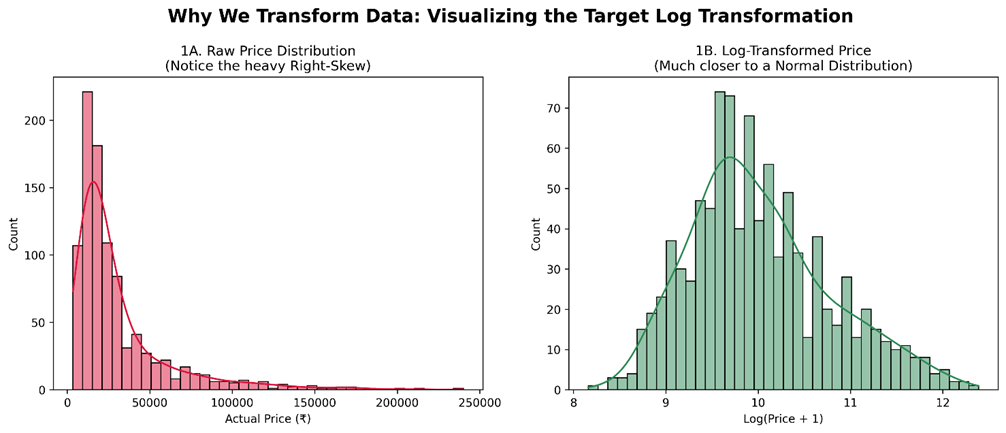 Why We Transform Data: Visualizing the Target Log Transformation
1A. Raw Price Distribution
(Notice the heavy Right-Skew)
200
150
100
50
0
Count
0 50000 100000 150000 200000 250000
Actual Price (₹)
1B. Log-Transformed Price
(Much closer to a Normal Distribution)
70
60
50
40
30
20
10
0
Count
8 9 10 11 12
Log(Price + 1)